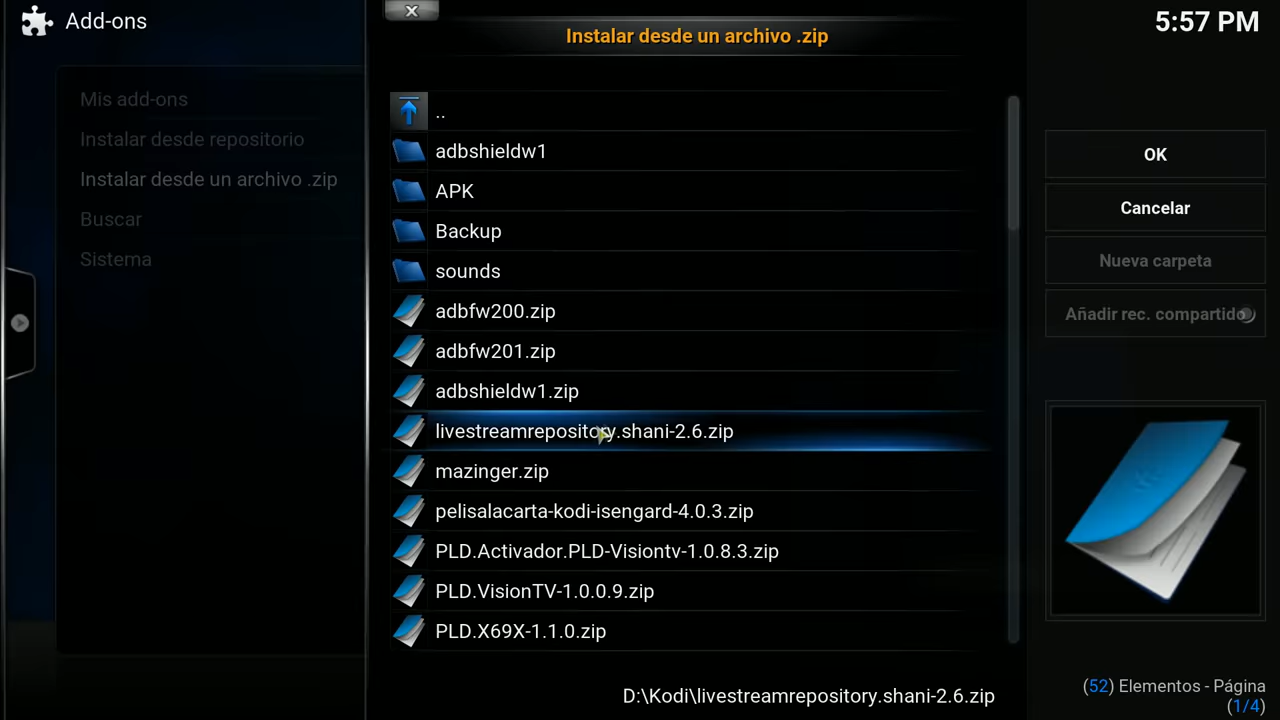 Add-ons
Instalar desde un archivo .zip
5:57 PM
Mis add-ons
Instalar desde repositorio
Instalar desde un archivo .zip
Buscar
Sistema
..
adbshieldw1
APK
Backup
sounds
adbfw200.zip
adbfw201.zip
adbshieldw1.zip
livestreamrepository.shani-2.6.zip
mazinger.zip
pelisalacarta-kodi-isengard-4.0.3.zip
PLD.Activador.PLD-Visiontv-1.0.8.3.zip
PLD.VisionTV-1.0.0.9.zip
PLD.X69X-1.1.0.zip
OK
Cancelar
Nueva carpeta
Añadir rec. compartido
D:\Kodi\livestreamrepository.shani-2.6.zip
(52) Elementos - Página
(1/4)